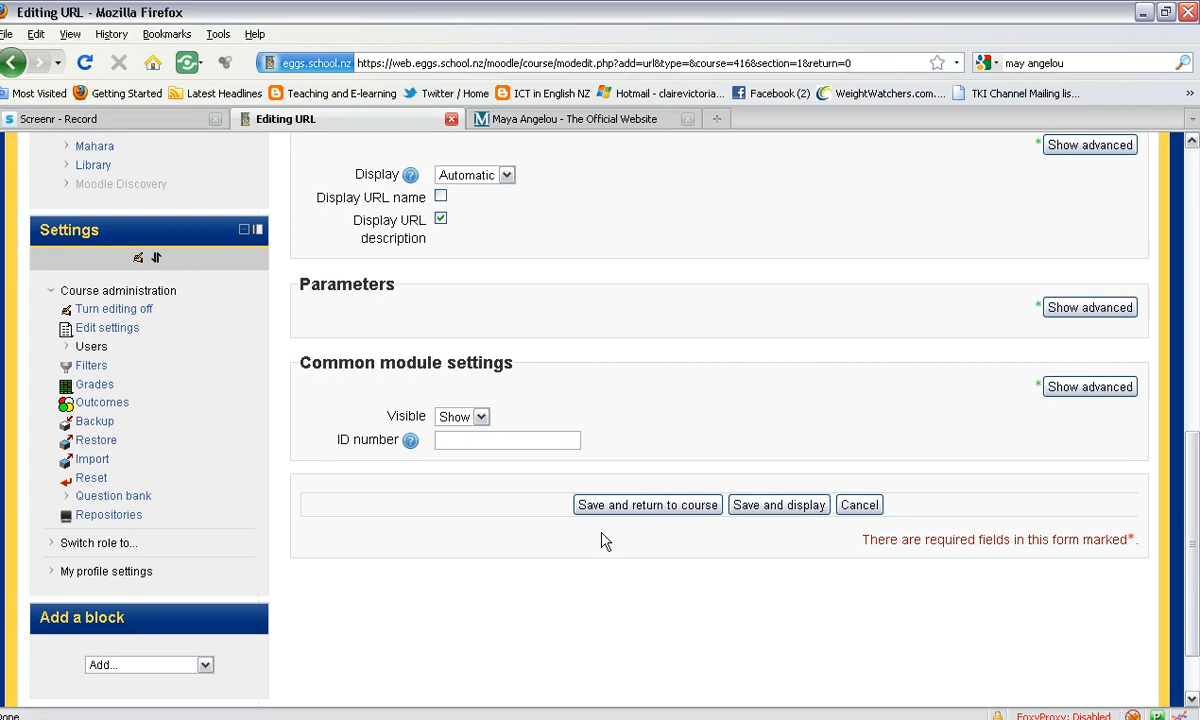 Editing URL - Mozilla Firefox
File Edit View History Bookmarks Tools Help
eggs.school.nz https://web.eggs.school.nz/moodle/course/modedit.php?add=url&type=&course=416&section=1&return=0
may angelou
Most Visited Getting Started Latest Headlines Teaching and E-learning Twitter / Home ICT in English NZ Hotmail - clairevictoria... Facebook (2) WeightWatchers.com.... TKI Channel Mailing lis... »
Screenr - Record Editing URL Maya Angelou - The Official Website
Mahara
Library
Moodle Discovery
Settings
Course administration
Turn editing off
Edit settings
Users
Filters
Grades
Outcomes
Backup
Restore
Import
Reset
Question bank
Repositories
Switch role to...
My profile settings
Add a block
Add...
* Show advanced
Display Automatic
Display URL name
Display URL
description
Parameters
* Show advanced
Common module settings
* Show advanced
Visible Show
ID number
Save and return to course Save and display Cancel
There are required fields in this form marked*.
Done
FoxyProxy: Disabled